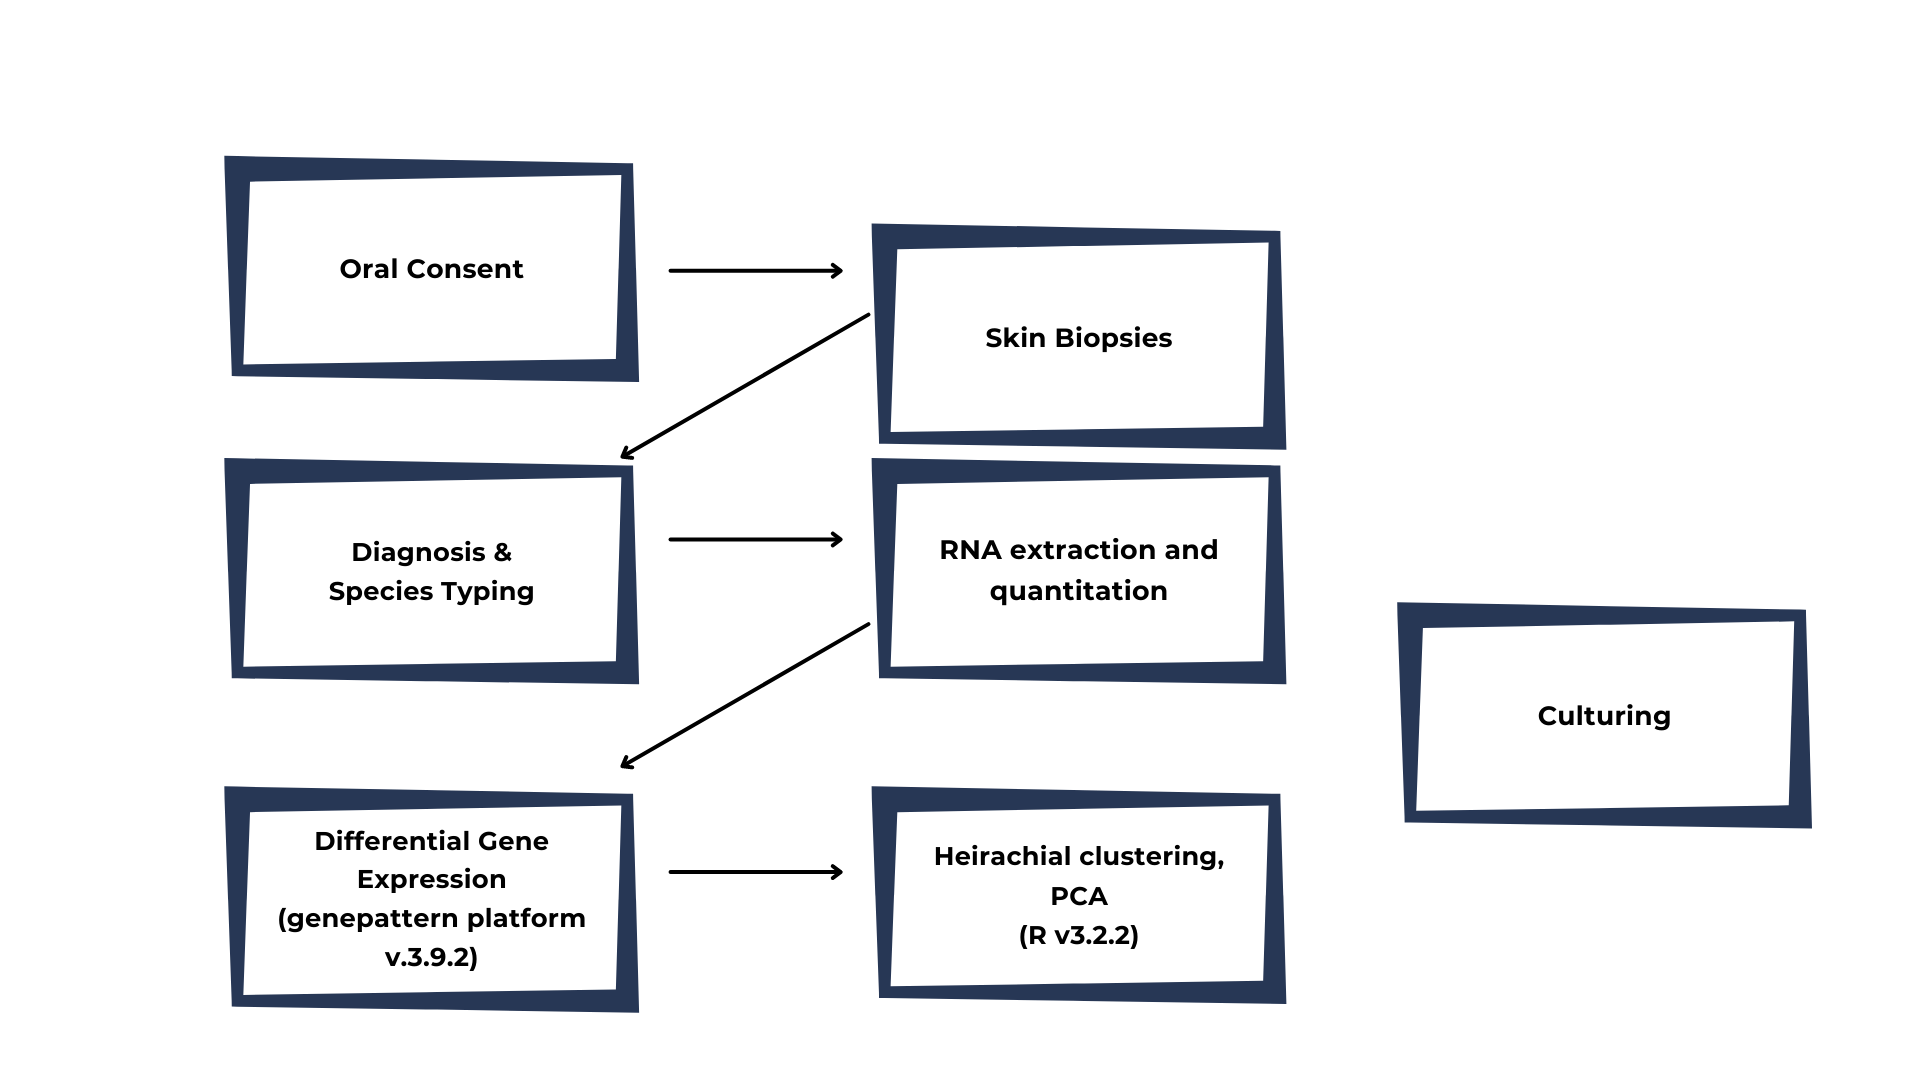 Oral Consent
Skin Biopsies
Diagnosis &
Species Typing
RNA extraction and
quantitation
Culturing
Differential Gene
Expression
(genepattern platform
v.3.9.2)
Heirachial clustering,
PCA
(R v3.2.2)